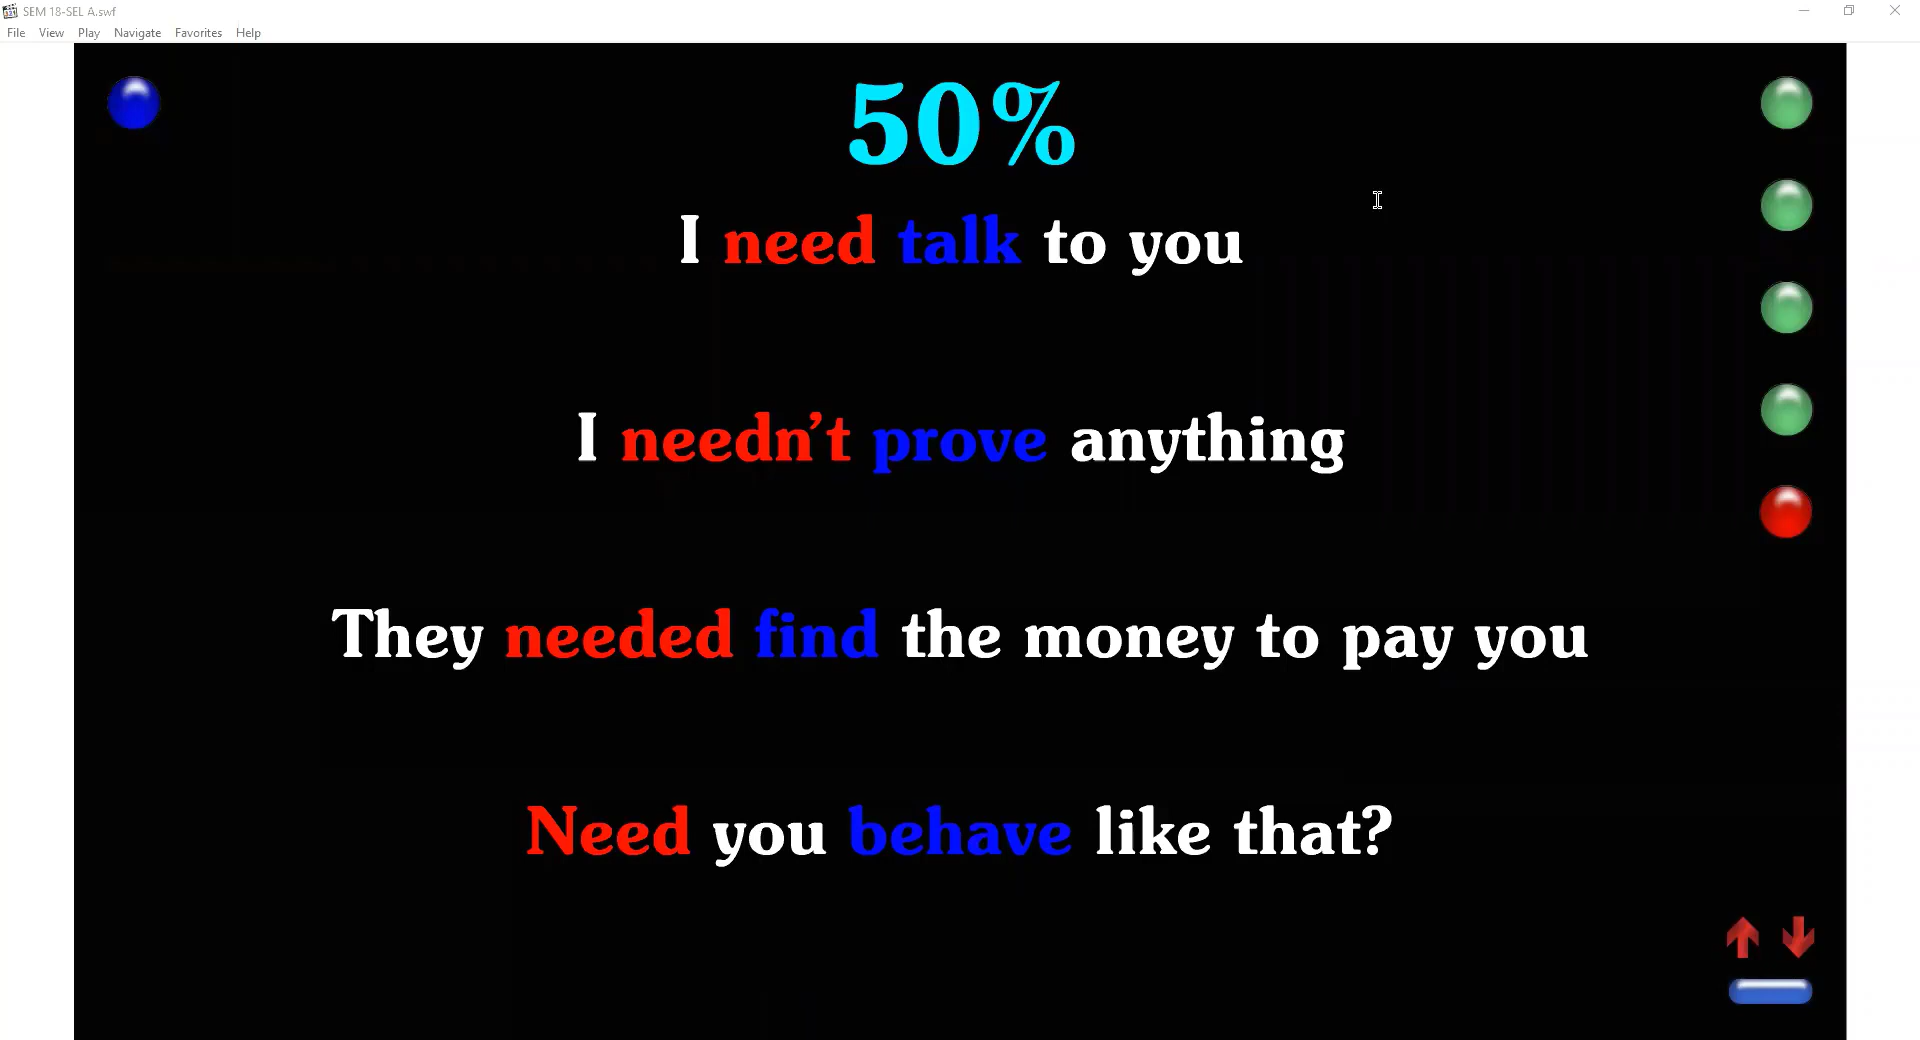 SEM 18-SEL A.swf
File View Play Navigate Favorites Help
50%
I need talk to you
I needn’t prove anything
They needed find the money to pay you
Need you behave like that?